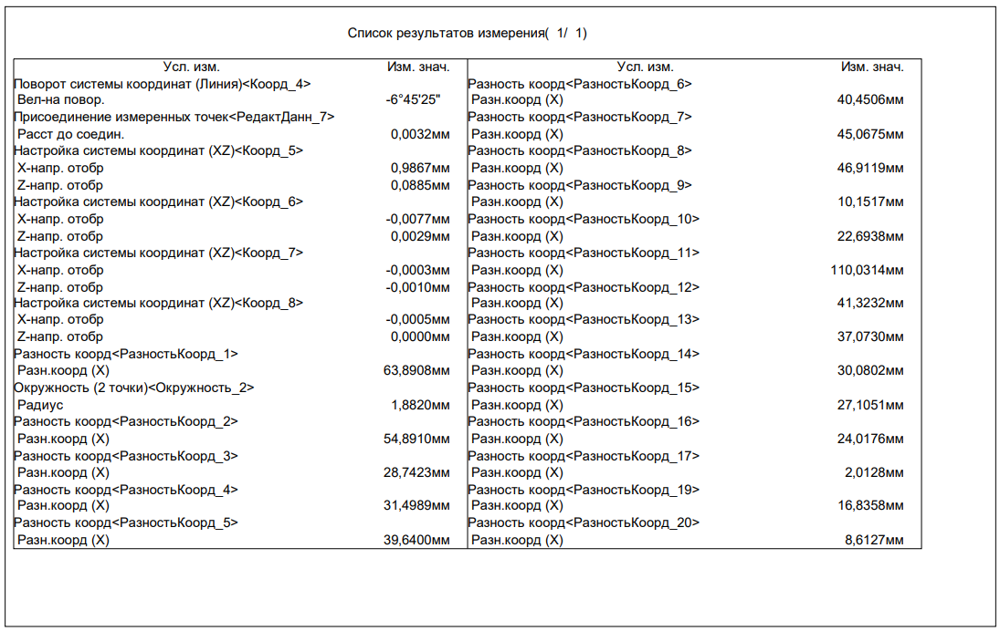 Список результатов измерения( 1/ 1)
Усл. изм. Изм. знач.
Поворот системы координат (Линия)<Коорд_4>
Вел-на повор. -6°45'25"
Присоединение измеренных точек<РедактДанн_7>
Расст до соедин. 0,0032мм
Настройка системы координат (XZ)<Коорд_5>
X-напр. отобр 0,9867мм
Z-напр. отобр 0,0885мм
Настройка системы координат (XZ)<Коорд_6>
X-напр. отобр -0,0077мм
Z-напр. отобр 0,0029мм
Настройка системы координат (XZ)<Коорд_7>
X-напр. отобр -0,0003мм
Z-напр. отобр -0,0010мм
Настройка системы координат (XZ)<Коорд_8>
X-напр. отобр -0,0005мм
Z-напр. отобр 0,0000мм
Разность коорд<РазностьКоорд_1>
Разн.коорд (X) 63,8908мм
Окружность (2 точки)<Окружность_2>
Радиус 1,8820мм
Разность коорд<РазностьКоорд_2>
Разн.коорд (X) 54,8910мм
Разность коорд<РазностьКоорд_3>
Разн.коорд (X) 28,7423мм
Разность коорд<РазностьКоорд_4>
Разн.коорд (X) 31,4989мм
Разность коорд<РазностьКоорд_5>
Разн.коорд (X) 39,6400мм
Усл. изм. Изм. знач.
Разность коорд<РазностьКоорд_6>
Разн.коорд (X) 40,4506мм
Разность коорд<РазностьКоорд_7>
Разн.коорд (X) 45,0675мм
Разность коорд<РазностьКоорд_8>
Разн.коорд (X) 46,9119мм
Разность коорд<РазностьКоорд_9>
Разн.коорд (X) 10,1517мм
Разность коорд<РазностьКоорд_10>
Разн.коорд (X) 22,6938мм
Разность коорд<РазностьКоорд_11>
Разн.коорд (X) 110,0314мм
Разность коорд<РазностьКоорд_12>
Разн.коорд (X) 41,3232мм
Разность коорд<РазностьКоорд_13>
Разн.коорд (X) 37,0730мм
Разность коорд<РазностьКоорд_14>
Разн.коорд (X) 30,0802мм
Разность коорд<РазностьКоорд_15>
Разн.коорд (X) 27,1051мм
Разность коорд<РазностьКоорд_16>
Разн.коорд (X) 24,0176мм
Разность коорд<РазностьКоорд_17>
Разн.коорд (X) 2,0128мм
Разность коорд<РазностьКоорд_19>
Разн.коорд (X) 16,8358мм
Разность коорд<РазностьКоорд_20>
Разн.коорд (X) 8,6127мм